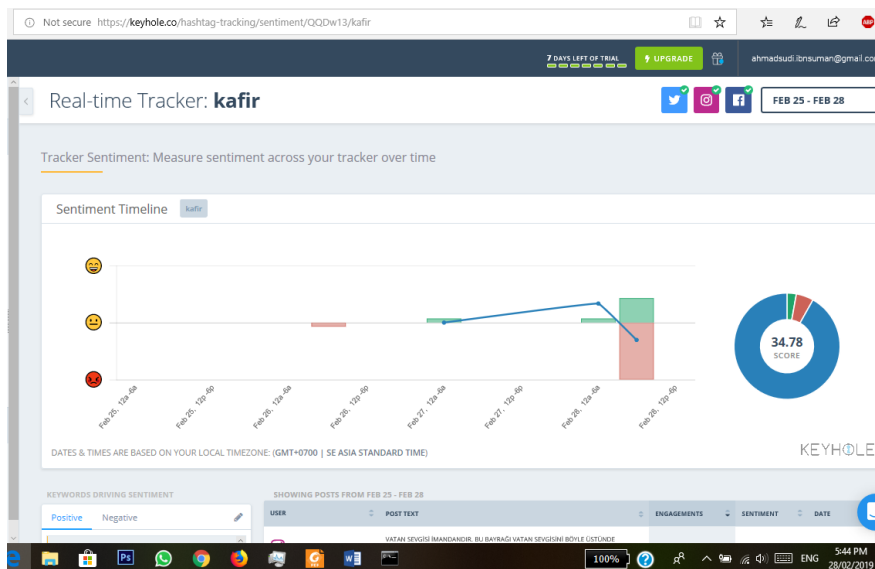 Not secure https://keyhole.co/hashtag-tracking/sentiment/QQDw13/kafir
ABP
7 DAYS LEFT OF TRIAL
UPGRADE
ahmadsudi.ibnsuman@gmail.con
Real-time Tracker: kafir
FEB 25 - FEB 28
Tracker Sentiment: Measure sentiment across your tracker over time
Sentiment Timeline kafir
34.78
SCORE
Feb 25, 12a -6a
Feb 25, 12p -6p
Feb 26, 12a -6a
Feb 26, 12p -6p
Feb 27, 12a -6a
Feb 27, 12p -6p
Feb 28, 12a -6a
Feb 28, 12p -6p
DATES & TIMES ARE BASED ON YOUR LOCAL TIMEZONE: (GMT+0700 | SE ASIA STANDARD TIME)
KEYHOLE
KEYWORDS DRIVING SENTIMENT
SHOWING POSTS FROM FEB 25 - FEB 28
Positive Negative
USER POST TEXT ENGAGEMENTS SENTIMENT DATE
VATAN SEVGİSİ İMANDANDIR. BU BAYRAĞI VATAN SEVGİSİNİ BÖYLE ÜSTÜNDE
Ps
100%
ENG
5:44 PM
28/02/2019